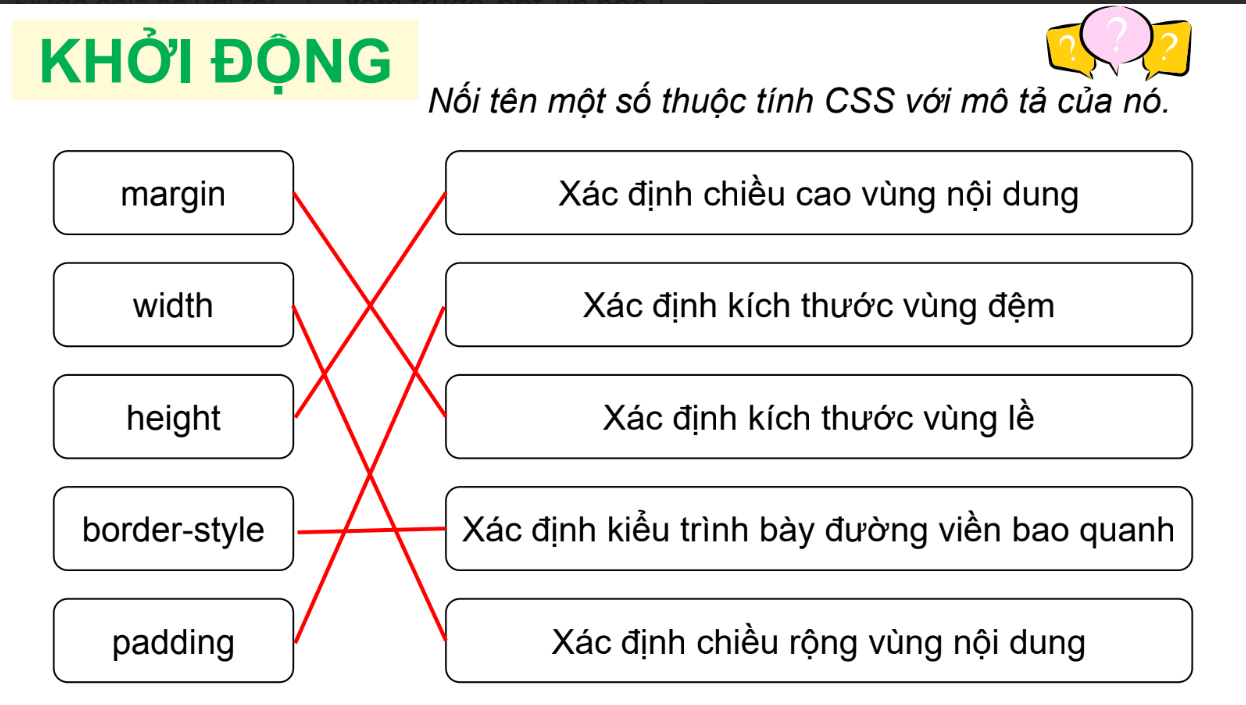 KHỞI ĐỘNG
? ? ?
Nối tên một số thuộc tính CSS với mô tả của nó.
margin
Xác định chiều cao vùng nội dung
width
Xác định kích thước vùng đệm
height
Xác định kích thước vùng lề
border-style
Xác định kiểu trình bày đường viền bao quanh
padding
Xác định chiều rộng vùng nội dung